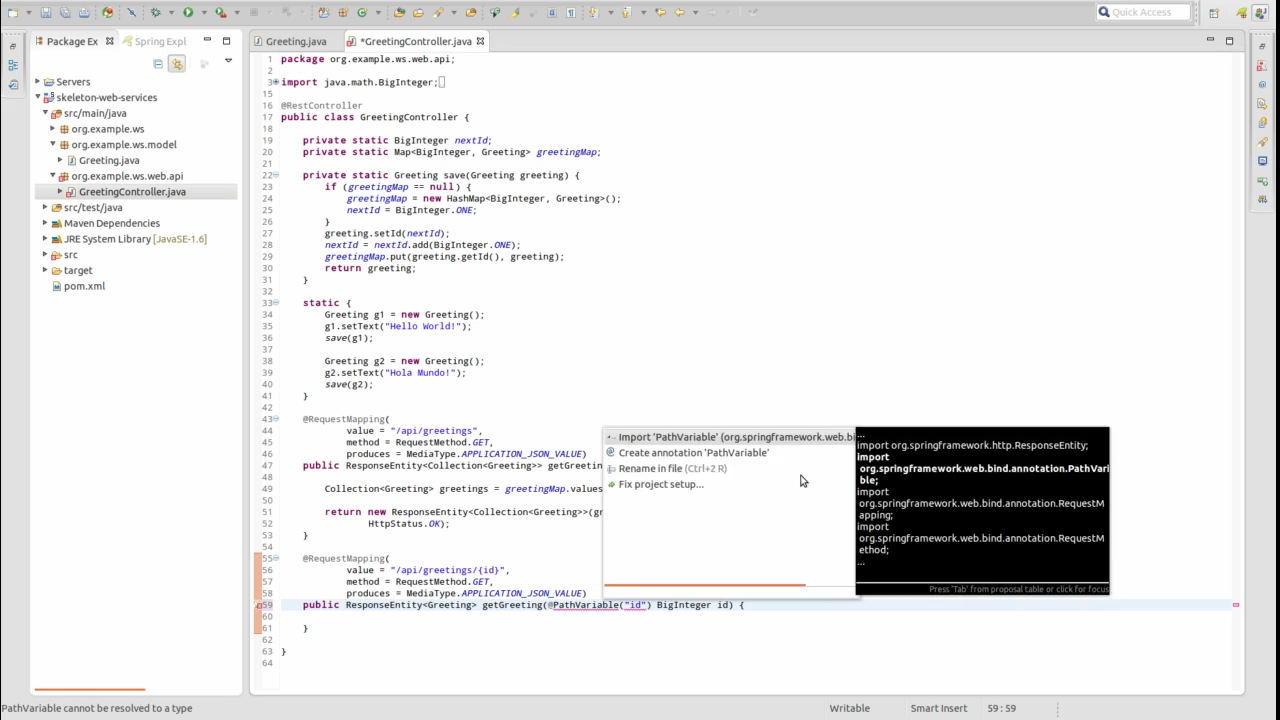 Quick Access
Package Ex
Spring Expl
Servers
skeleton-web-services
src/main/java
org.example.ws
org.example.ws.model
Greeting.java
org.example.ws.web.api
GreetingController.java
src/test/java
Maven Dependencies
JRE System Library [JavaSE-1.6]
src
target
pom.xml
Greeting.java
*GreetingController.java
1 package org.example.ws.web.api;
2
3 import java.math.BigInteger;
15
16 @RestController
17 public class GreetingController {
18
19 private static BigInteger nextId;
20 private static Map<BigInteger, Greeting> greetingMap;
21
22 private static Greeting save(Greeting greeting) {
23 if (greetingMap == null) {
24 greetingMap = new HashMap<BigInteger, Greeting>();
25 nextId = BigInteger.ONE;
26 }
27 greeting.setId(nextId);
28 nextId = nextId.add(BigInteger.ONE);
29 greetingMap.put(greeting.getId(), greeting);
30 return greeting;
31 }
32
33 static {
34 Greeting g1 = new Greeting();
35 g1.setText("Hello World!");
36 save(g1);
37
38 Greeting g2 = new Greeting();
39 g2.setText("Hola Mundo!");
40 save(g2);
41 }
42
43 @RequestMapping(
44 value = "/api/greetings",
45 method = RequestMethod.GET,
46 produces = MediaType.APPLICATION_JSON_VALUE)
47 public ResponseEntity<Collection<Greeting>> getGreetin
48
49 Collection<Greeting> greetings = greetingMap.values
50
51 return new ResponseEntity<Collection<Greeting>>(gr
52 HttpStatus.OK);
53 }
54
55 @RequestMapping(
56 value = "/api/greetings/{id}",
57 method = RequestMethod.GET,
58 produces = MediaType.APPLICATION_JSON_VALUE)
59 public ResponseEntity<Greeting> getGreeting(@PathVariable("id") BigInteger id) {
60
61 }
62
63 }
64
Import 'PathVariable' (org.springframework.web.bi
Create annotation 'PathVariable'
Rename in file (Ctrl+2 R)
Fix project setup...
...
import org.springframework.http.ResponseEntity;
import
org.springframework.web.bind.annotation.PathVaria
ble;
import
org.springframework.web.bind.annotation.RequestM
apping;
import
org.springframework.web.bind.annotation.RequestM
ethod;
...
Press 'Tab' from proposal table or click for focus
PathVariable cannot be resolved to a type
Writable
Smart Insert
59 : 59